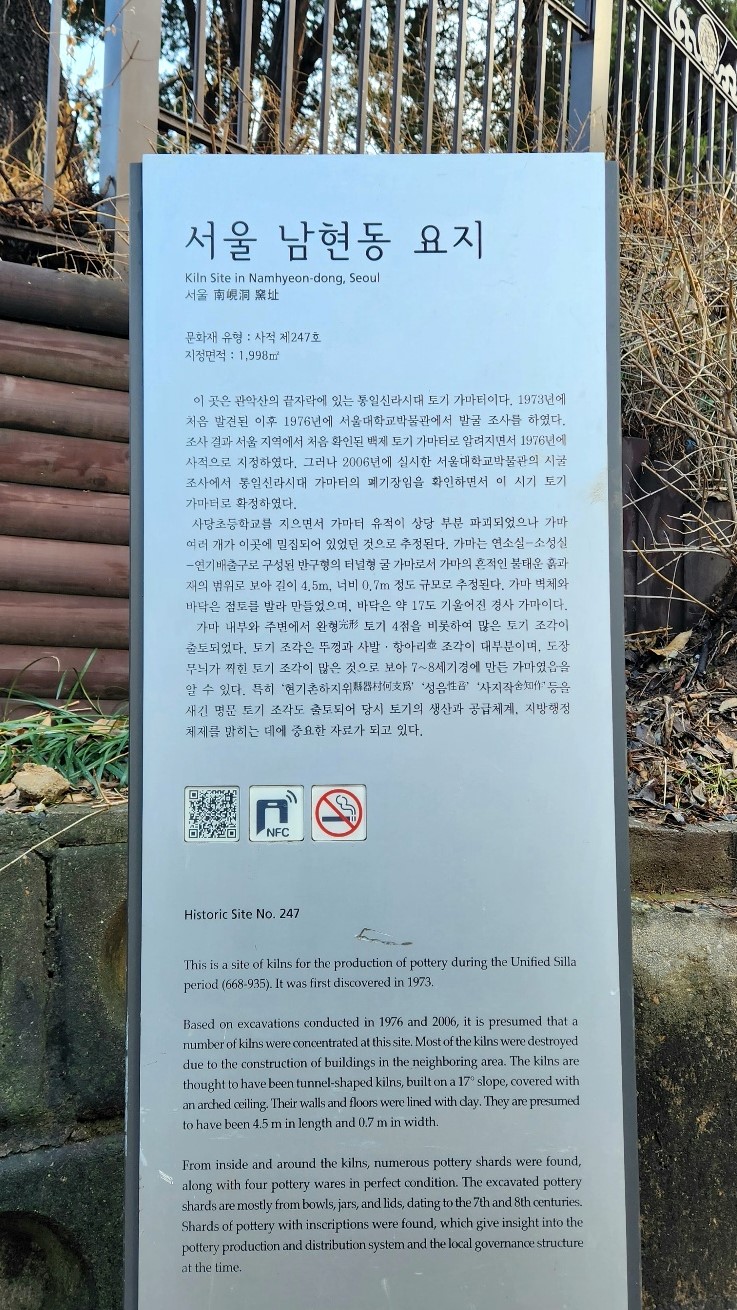 서울 남현동 요지
Kiln Site in Namhyeon-dong, Seoul
서울 南峴洞 窯址
문화재 유형 : 사적 제247호
지정면적 : 1,998㎡
이 곳은 관악산의 끝자락에 있는 통일신라시대 토기 가마터이다. 1973년에
처음 발견된 이후 1976년에 서울대학교박물관에서 발굴 조사를 하였다.
조사 결과 서울 지역에서 처음 확인된 백제 토기 가마터로 알려지면서 1976년에
사적으로 지정하였다. 그러나 2006년에 실시한 서울대학교박물관의 시굴
조사에서 통일신라시대 가마터의 폐기장임을 확인하면서 이 시기 토기
가마터로 확정하였다.
사당초등학교를 지으면서 가마터 유적이 상당 부분 파괴되었으나 가마
여러 개가 이곳에 밀집되어 있었던 것으로 추정된다. 가마는 연소실-소성실
-연기배출구로 구성된 반구형의 터널형 굴 가마로서 가마의 흔적인 불태운 흙과
재의 범위로 보아 길이 4.5m, 너비 0.7m 정도 규모로 추정된다. 가마 벽체와
바닥은 점토를 발라 만들었으며, 바닥은 약 17도 기울어진 경사 가마이다.
가마 내부와 주변에서 완형完形 토기 4점을 비롯하여 많은 토기 조각이
출토되었다. 토기 조각은 뚜껑과 사발 · 항아리壺 조각이 대부분이며, 도장
무늬가 찍힌 토기 조각이 많은 것으로 보아 7~8세기경에 만든 가마였음을
알 수 있다. 특히 '현기촌하지위縣器村何支爲' '성음性音' '사지작舍知作' 등을
새긴 명문 토기 조각도 출토되어 당시 토기의 생산과 공급체계, 지방행정
체제를 밝히는 데에 중요한 자료가 되고 있다.
NFC
Historic Site No. 247
This is a site of kilns for the production of pottery during the Unified Silla
period (668-935). It was first discovered in 1973.
Based on excavations conducted in 1976 and 2006, it is presumed that a
number of kilns were concentrated at this site. Most of the kilns were destroyed
due to the construction of buildings in the neighboring area. The kilns are
thought to have been tunnel-shaped kilns, built on a 17° slope, covered with
an arched ceiling. Their walls and floors were lined with clay. They are presumed
to have been 4.5 m in length and 0.7 m in width.
From inside and around the kilns, numerous pottery shards were found,
along with four pottery wares in perfect condition. The excavated pottery
shards are mostly from bowls, jars, and lids, dating to the 7th and 8th centuries.
Shards of pottery with inscriptions were found, which give insight into the
pottery production and distribution system and the local governance structure
at the time.